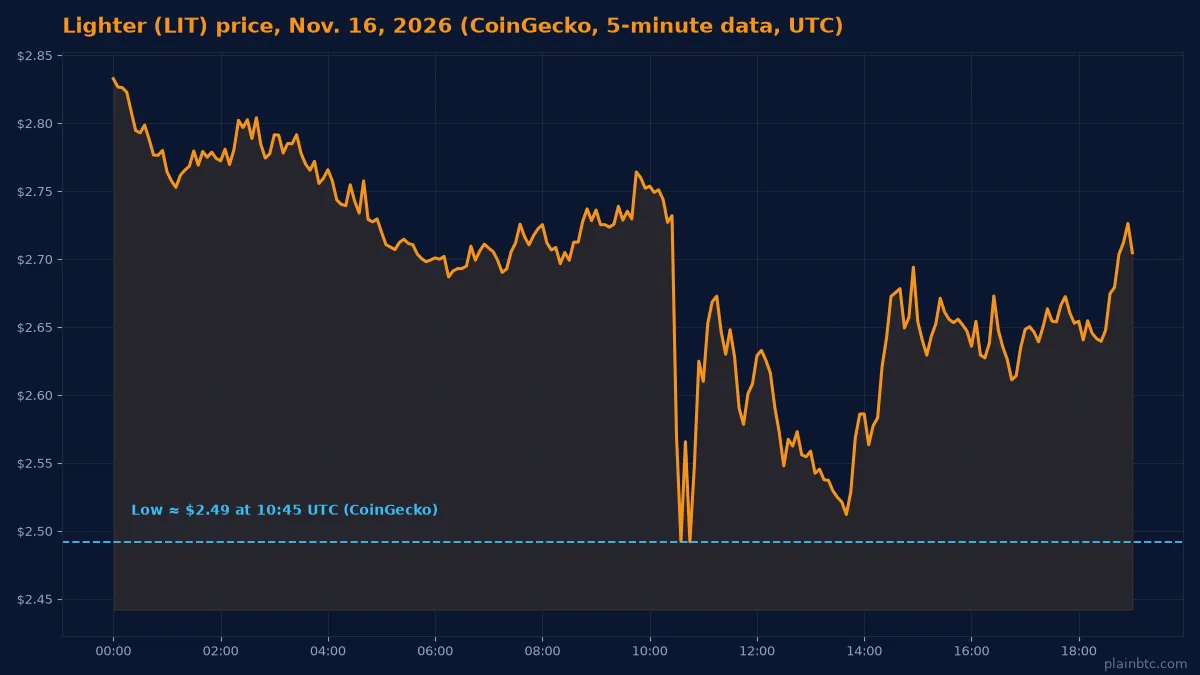 Lighter (LIT) price, Nov. 16, 2026 (CoinGecko, 5-minute data, UTC)
$2.85
$2.80
$2.75
$2.70
$2.65
$2.60
$2.55
Low ≈ $2.49 at 10:45 UTC (CoinGecko)
$2.50
$2.45
00:00 02:00 04:00 06:00 08:00 10:00 12:00 14:00 16:00 18:00
plainbtc.com